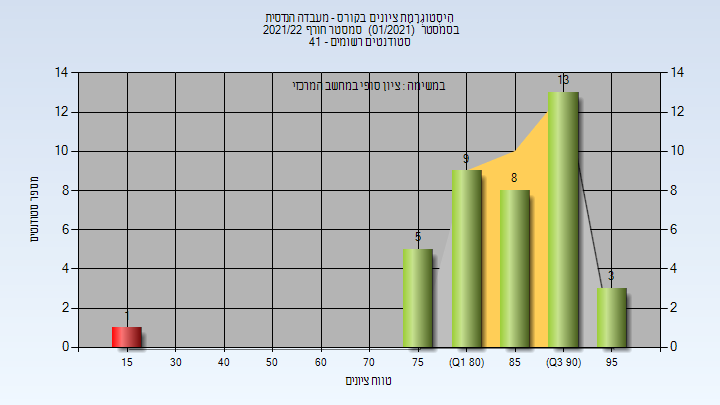 היסטוגרמת ציונים בקורס - מעבדה הנדסית
בסמסטר (01/2021) סמסטר חורף 2021/22
סטודנטים רשומים - 41
במשימה : ציון סופי במחשב המרכזי
14 14
12 12
10 10
8 8
6 6
4 4
2 2
0 0
1 5 9 8 13 3
מספר סטודנטים
15 30 40 50 60 70 75 (Q1 80) 85 (Q3 90) 95
טווח ציונים